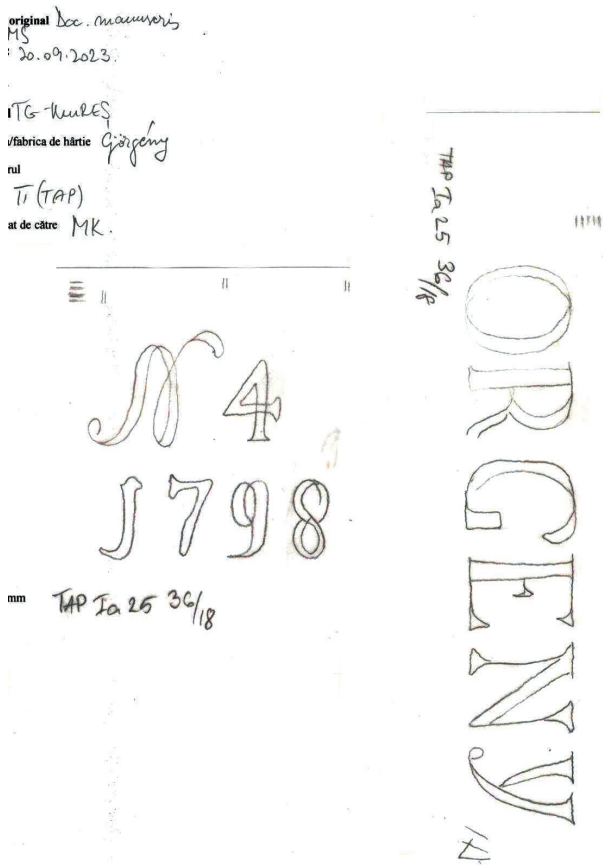 original Doc. manuscris
MS
: 20.09.2023.
TG-MUREȘ
/fabrica de hârtie Görgény
rul
TI (TAP)
at de către MK.
N 4
1798
mm TAP Ia 25 36/18
TAP Ia 25 36/18
ORGENY